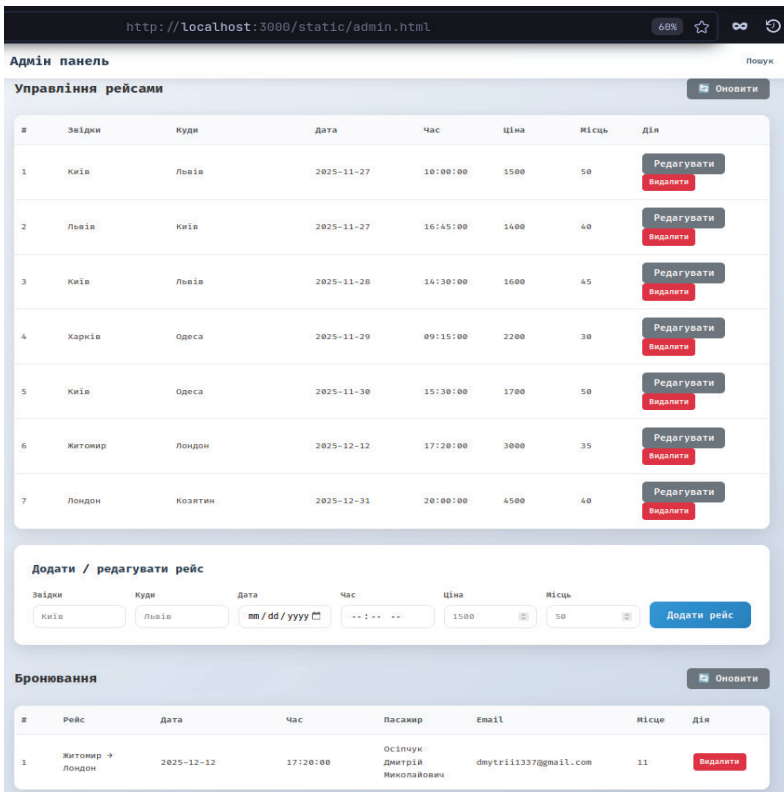 http://localhost:3000/static/admin.html 60%
Адмін панель Пошук
Управління рейсами Оновити
# Звідки Куди Дата Час Ціна Місць Дія
1 Київ Львів 2025-11-27 10:00:00 1500 50 Редагувати
Видалити
2 Львів Київ 2025-11-27 16:45:00 1400 40 Редагувати
Видалити
3 Київ Львів 2025-11-28 14:30:00 1600 45 Редагувати
Видалити
4 Харків Одеса 2025-11-29 09:15:00 2200 30 Редагувати
Видалити
5 Київ Одеса 2025-11-30 15:30:00 1700 50 Редагувати
Видалити
6 Житомир Лондон 2025-12-12 17:20:00 3000 35 Редагувати
Видалити
7 Лондон Козятин 2025-12-31 20:00:00 4500 40 Редагувати
Видалити
Додати / редагувати рейс
Звідки Куди Дата Час Ціна Місць
Київ Львів mm/dd/yyyy --:-- -- 1500 50 Додати рейс
Бронювання Оновити
# Рейс Дата Час Пасажир Email Місце Дія
1 Житомир → Лондон 2025-12-12 17:20:00 Осіпчук Дмитрій Миколайович dmytrii1337@gmail.com 11 Видалити